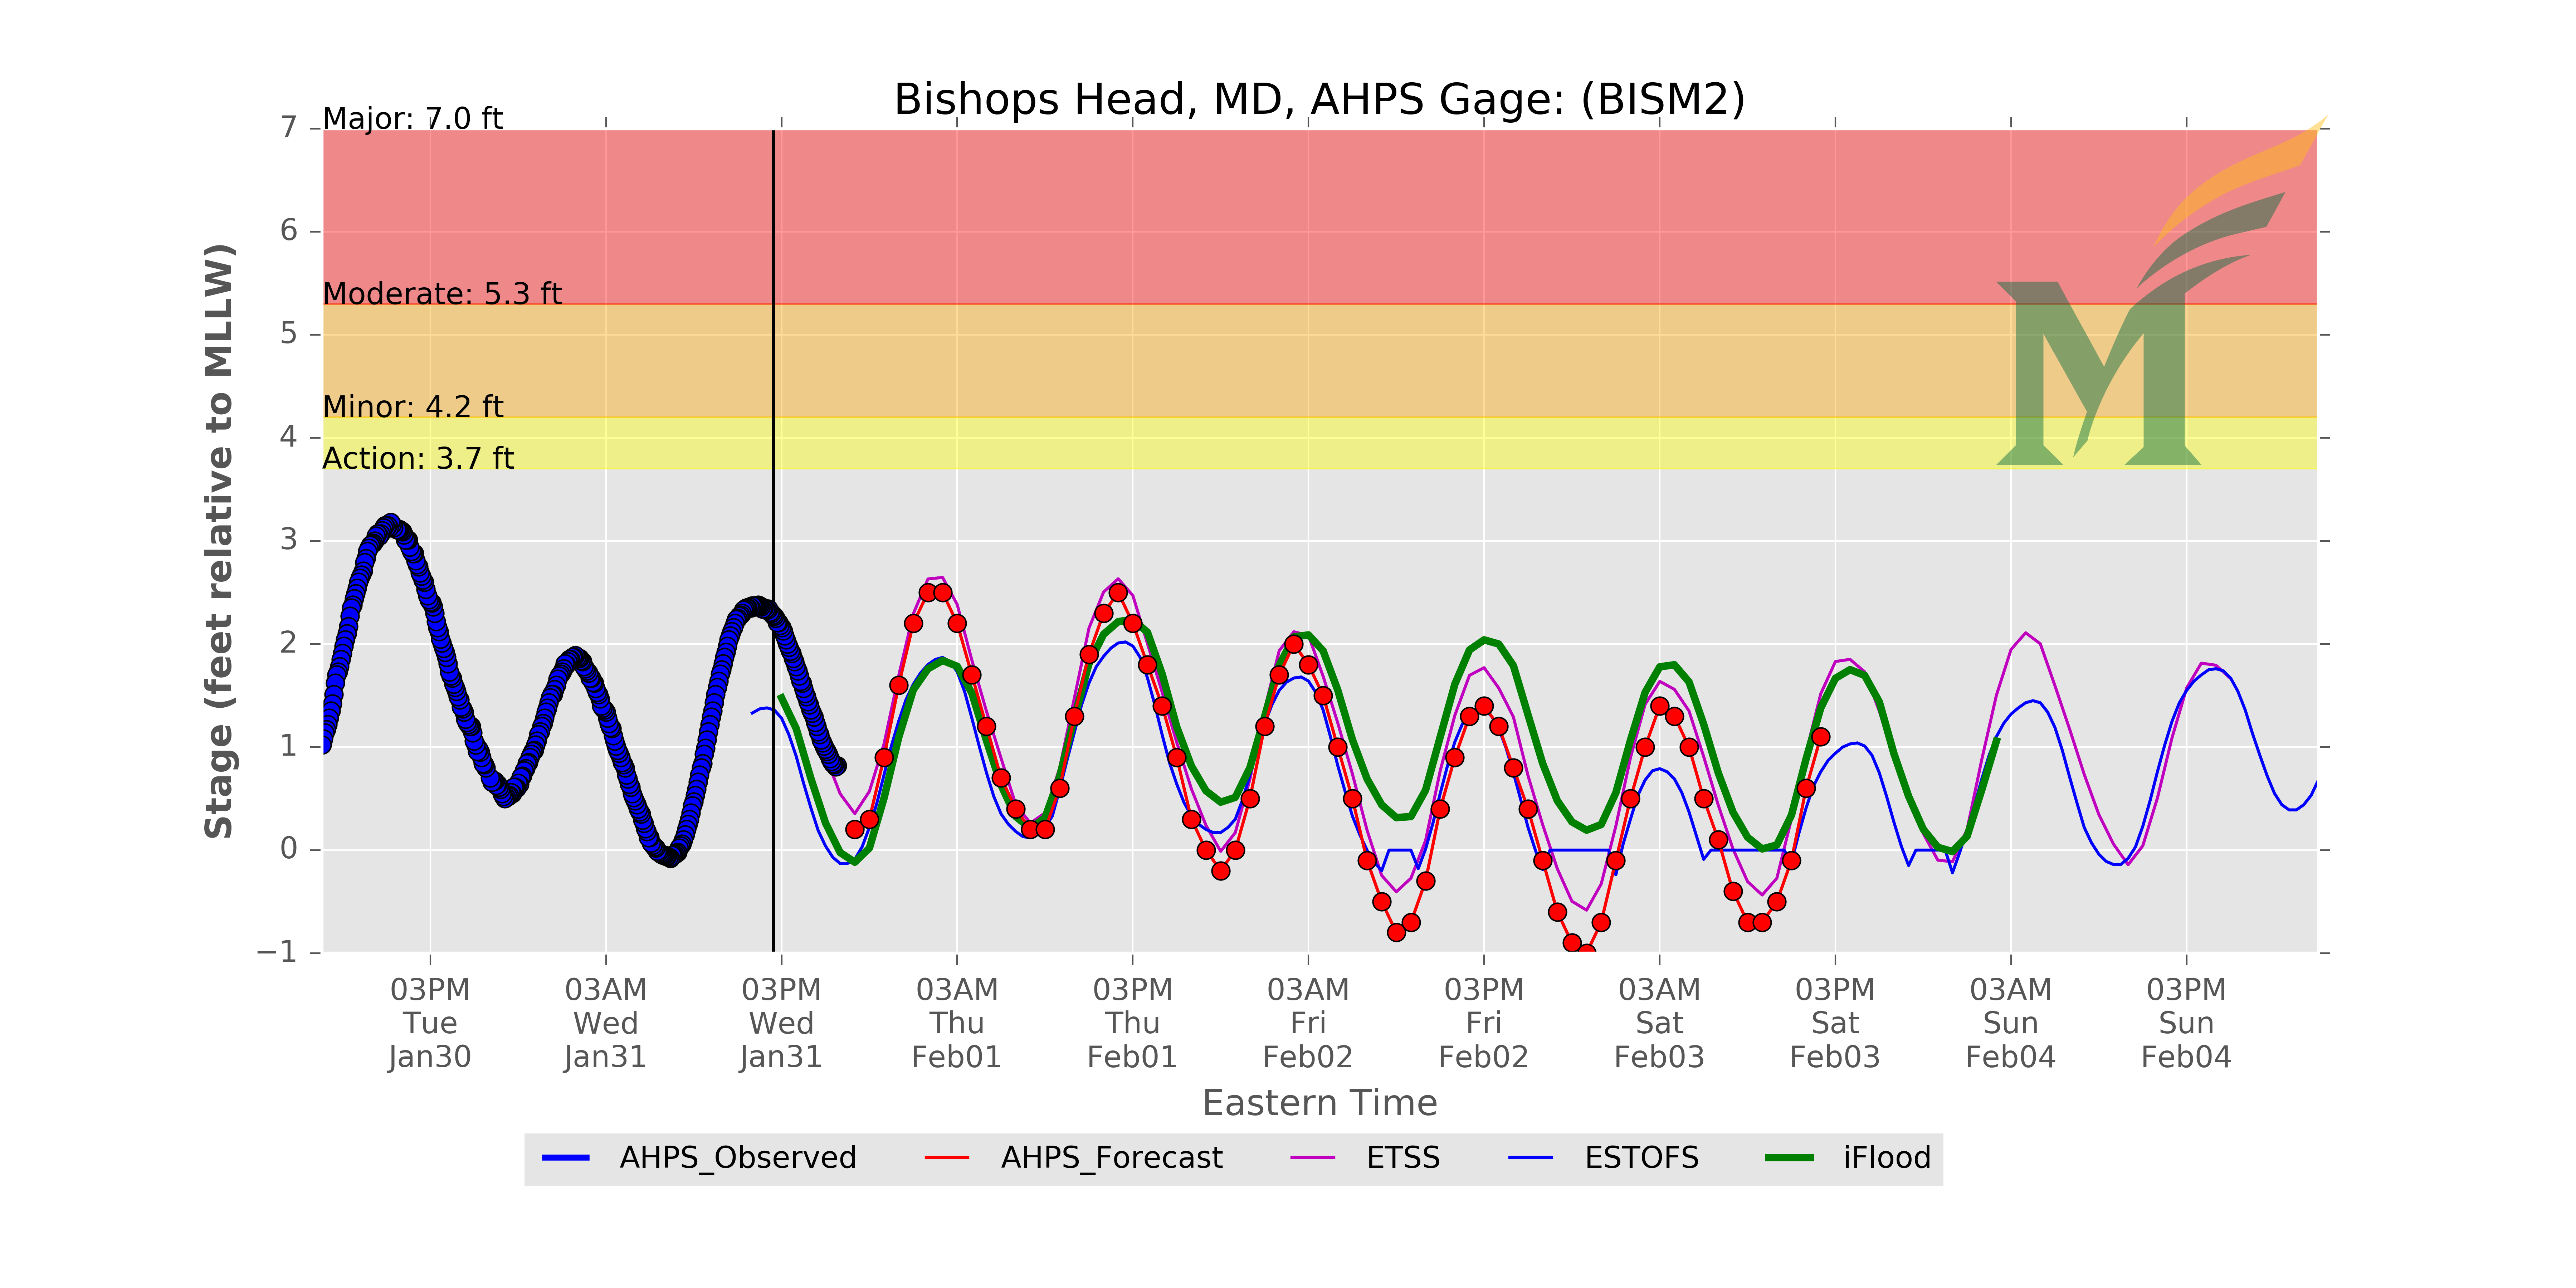 Bishops Head, MD, AHPS Gage: (BISM2)
Major: 7.0 ft
Moderate: 5.3 ft
Minor: 4.2 ft
Action: 3.7 ft
Stage (feet relative to MLLW)
7
6
5
4
3
2
1
0
−1
03PM Tue Jan30
03AM Wed Jan31
03PM Wed Jan31
03AM Thu Feb01
03PM Thu Feb01
03AM Fri Feb02
03PM Fri Feb02
03AM Sat Feb03
03PM Sat Feb03
03AM Sun Feb04
03PM Sun Feb04
Eastern Time
AHPS_Observed
AHPS_Forecast
ETSS
ESTOFS
iFlood
M